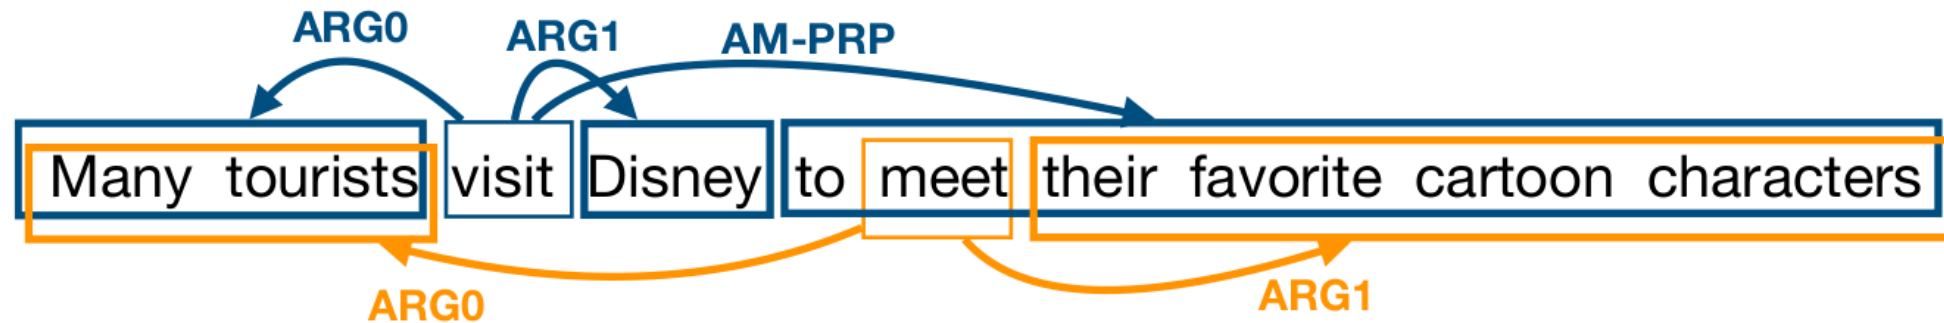 ARG0 ARG1 AM-PRP
Many tourists visit Disney to meet their favorite cartoon characters
ARG0 ARG1